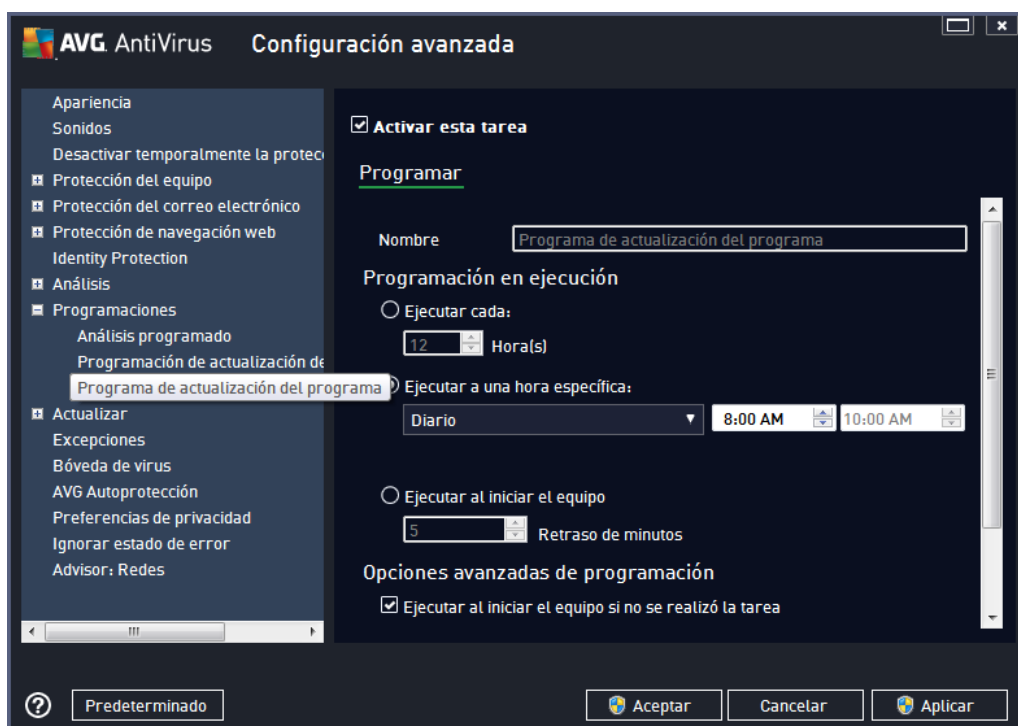 AVG. AntiVirus Configuración avanzada
Apariencia
Sonidos
Desactivar temporalmente la protec
Protección del equipo
Protección del correo electrónico
Protección de navegación web
Identity Protection
Análisis
Programaciones
Análisis programado
Programación de actualización de
Programa de actualización del programa
Actualizar
Excepciones
Bóveda de virus
AVG Autoprotección
Preferencias de privacidad
Ignorar estado de error
Advisor: Redes
Activar esta tarea
Programar
Nombre Programa de actualización del programa
Programación en ejecución
Ejecutar cada:
12 Hora(s)
Ejecutar a una hora específica:
Diario 8:00 AM 10:00 AM
Ejecutar al iniciar el equipo
5 Retraso de minutos
Opciones avanzadas de programación
Ejecutar al iniciar el equipo si no se realizó la tarea
? Predeterminado Aceptar Cancelar Aplicar